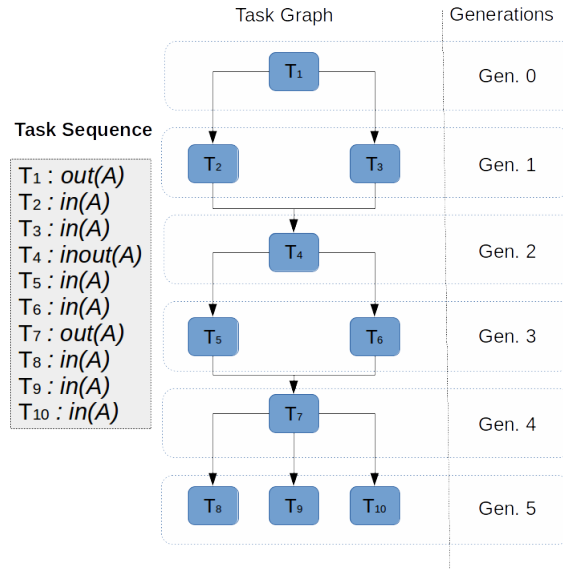 Task Graph
Generations
T1
Gen. 0
Task Sequence
T1 : out(A)
T2 : in(A)
T3 : in(A)
T4 : inout(A)
T5 : in(A)
T6 : in(A)
T7 : out(A)
T8 : in(A)
T9 : in(A)
T10 : in(A)
T2
T3
Gen. 1
T4
Gen. 2
T5
T6
Gen. 3
T7
Gen. 4
T8
T9
T10
Gen. 5